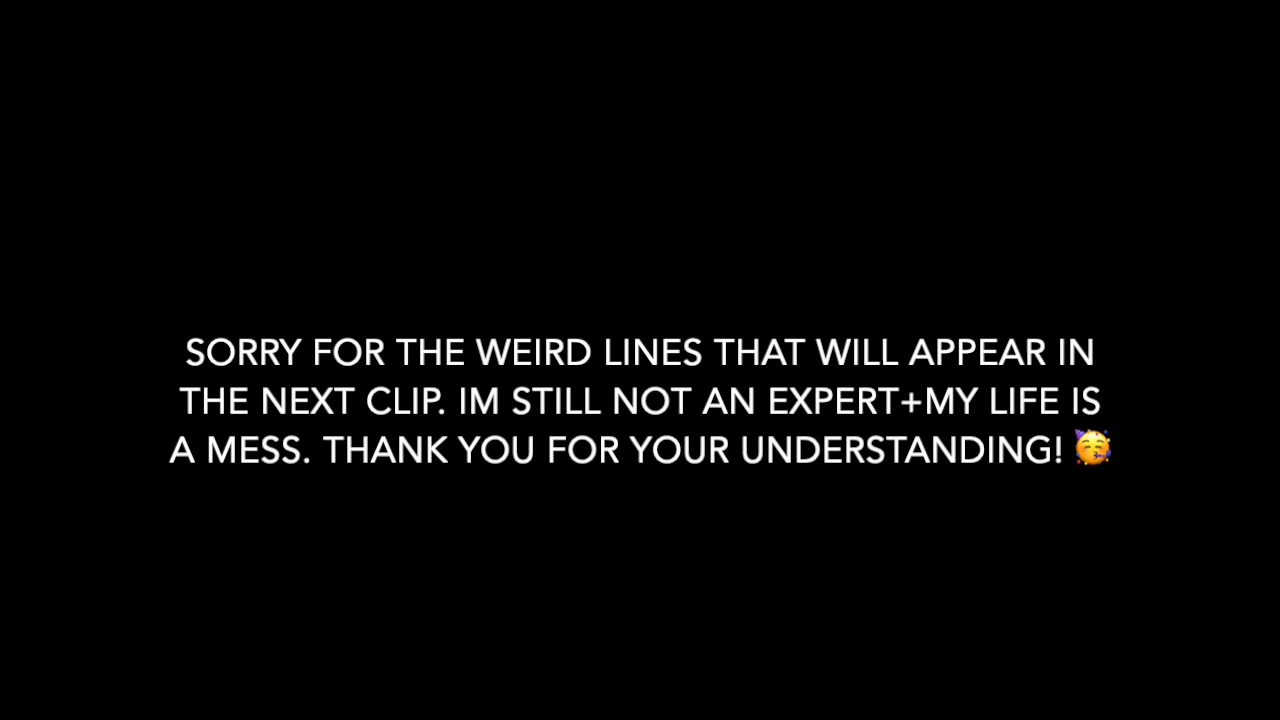 SORRY FOR THE WEIRD LINES THAT WILL APPEAR IN
THE NEXT CLIP. IM STILL NOT AN EXPERT+MY LIFE IS
A MESS. THANK YOU FOR YOUR UNDERSTANDING! 🥳